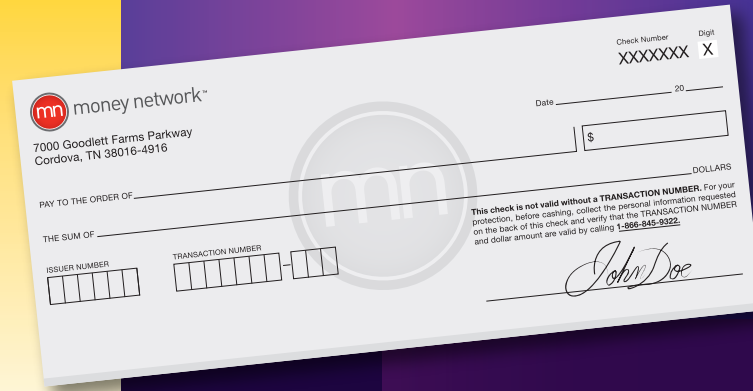 Check Number Digit
XXXXXXX X
mn money network™
Date 20
7000 Goodlett Farms Parkway
Cordova, TN 38016-4916
$
PAY TO THE ORDER OF
mn
THE SUM OF DOLLARS
This check is not valid without a TRANSACTION NUMBER. For your
protection, before cashing, collect the personal information requested
on the back of this check and verify that the TRANSACTION NUMBER
and dollar amount are valid by calling 1-866-845-9322.
ISSUER NUMBER TRANSACTION NUMBER
John Doe